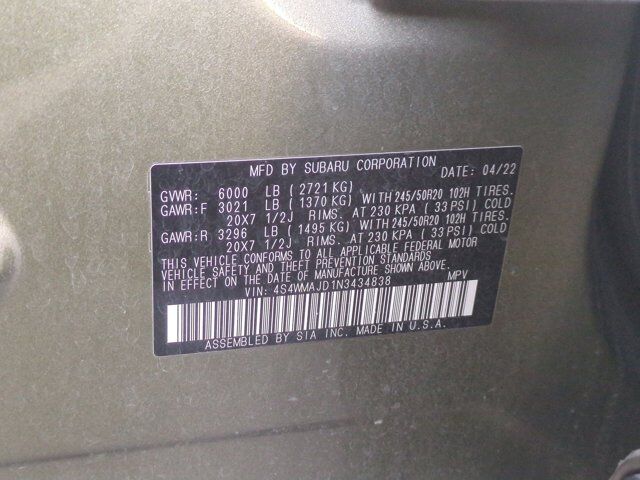 MFD BY SUBARU CORPORATION DATE: 04/22
GVWR: 6000 LB ( 2721 KG)
GAWR:F 3021 LB ( 1370 KG) WITH 245/50R20 102H TIRES.
20X7 1/2J RIMS. AT 230 KPA ( 33 PSI) COLD
GAWR:R 3296 LB ( 1495 KG) WITH 245/50R20 102H TIRES.
20X7 1/2J RIMS. AT 230 KPA ( 33 PSI) COLD
THIS VEHICLE CONFORMS TO ALL APPLICABLE FEDERAL MOTOR
VEHICLE SAFETY AND THEFT PREVENTION STANDARDS
IN EFFECT ON THE DATE OF MANUFACTURE SHOWN ABOVE.
VIN: 4S4WMAJD1N3434838 MPV
ASSEMBLED BY SIA INC. MADE IN U.S.A.